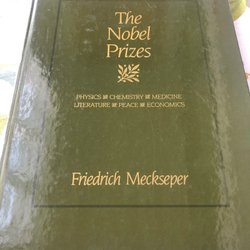 The
Nobel
Prizes
PHYSICS ■ CHEMISTRY ■ MEDICINE
LITERATURE ■ PEACE ■ ECONOMICS
Friedrich Meckseper